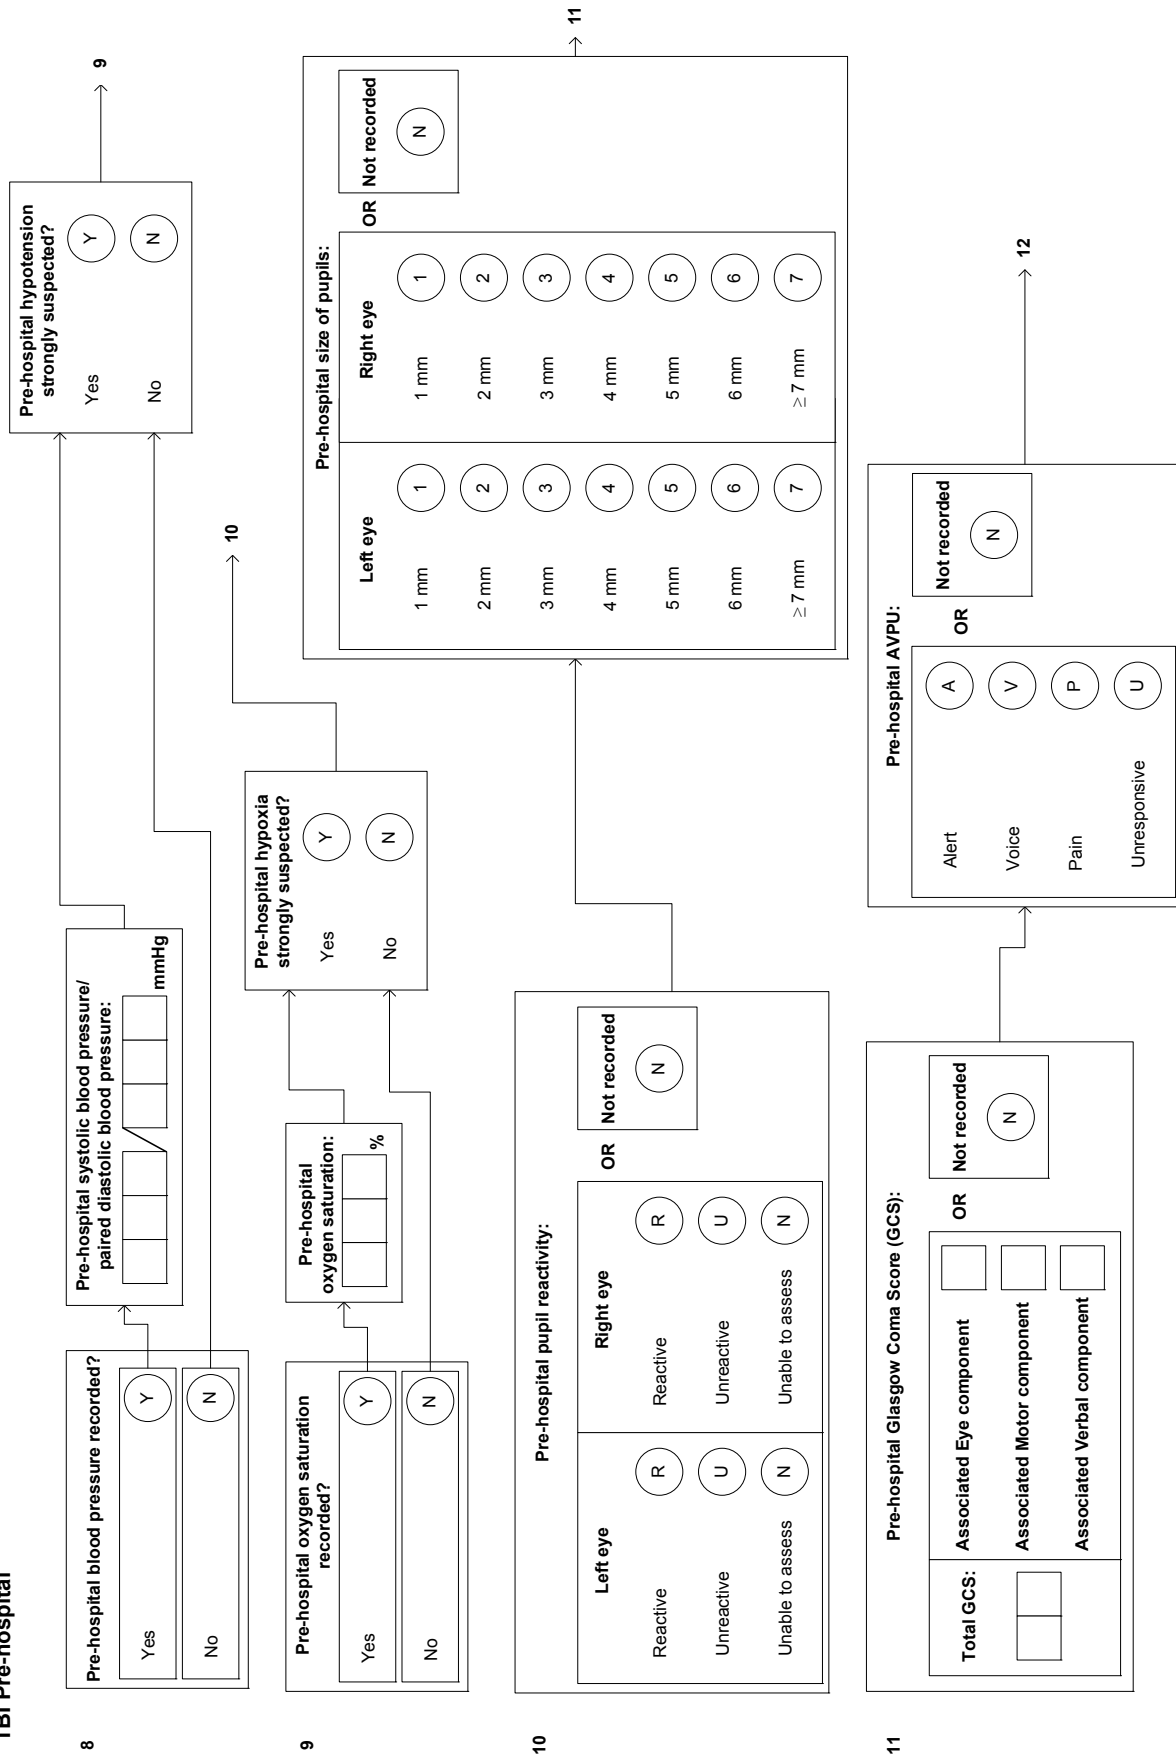 TBI Pre-hospital
8
Pre-hospital blood pressure recorded?
Yes
Y
No
N
Pre-hospital systolic blood pressure/
paired diastolic blood pressure:
mmHg
Pre-hospital hypotension
strongly suspected?
Yes
Y
No
N
9
9
Pre-hospital oxygen saturation
recorded?
Yes
Y
No
N
Pre-hospital
oxygen saturation:
%
Pre-hospital hypoxia
strongly suspected?
Yes
Y
No
N
10
10
Pre-hospital pupil reactivity:
Left eye
Reactive
R
Unreactive
U
Unable to assess
N
Right eye
Reactive
R
Unreactive
U
Unable to assess
N
OR
Not recorded
N
Pre-hospital size of pupils:
Left eye
1 mm
1
2 mm
2
3 mm
3
4 mm
4
5 mm
5
6 mm
6
≥ 7 mm
7
Right eye
1 mm
1
2 mm
2
3 mm
3
4 mm
4
5 mm
5
6 mm
6
≥ 7 mm
7
OR
Not recorded
N
11
11
Pre-hospital Glasgow Coma Score (GCS):
Total GCS:
Associated Eye component
Associated Motor component
Associated Verbal component
OR
Not recorded
N
Pre-hospital AVPU:
Alert
A
Voice
V
Pain
P
Unresponsive
U
OR
Not recorded
N
12